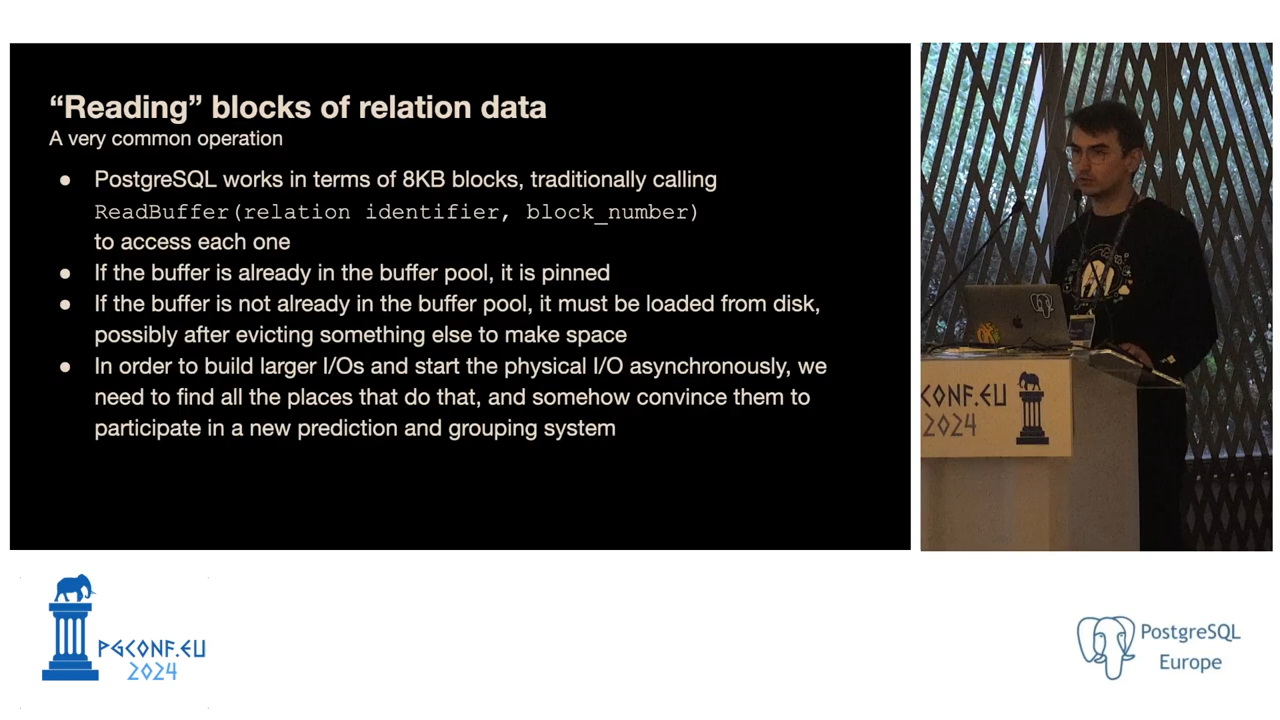 “Reading” blocks of relation data
A very common operation
● PostgreSQL works in terms of 8KB blocks, traditionally calling
ReadBuffer(relation identifier, block_number)
to access each one
● If the buffer is already in the buffer pool, it is pinned
● If the buffer is not already in the buffer pool, it must be loaded from disk,
possibly after evicting something else to make space
● In order to build larger I/Os and start the physical I/O asynchronously, we
need to find all the places that do that, and somehow convince them to
participate in a new prediction and grouping system
CONF.EU
2024
PGCONF.EU
2024
PostgreSQL
Europe